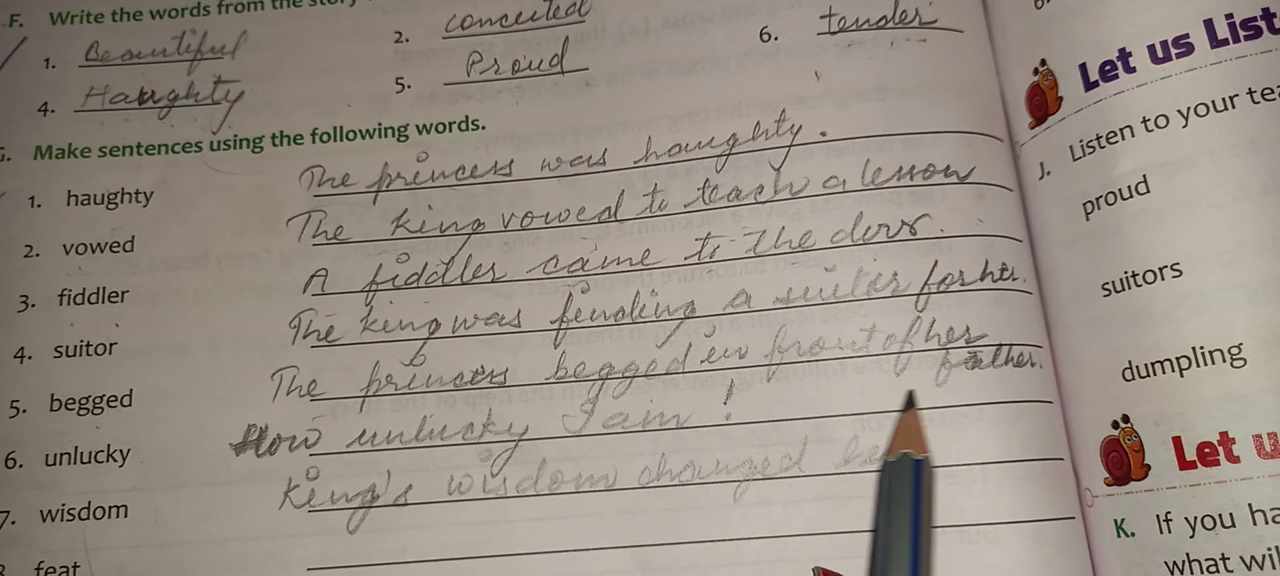 F. Write the words from the story
1. Beautiful 2. conceited 6. tender
4. Haughty 5. Proud
Make sentences using the following words.
1. haughty The princess was haughty.
2. vowed The king vowed to teach a lesson
3. fiddler A fiddler came to the door.
4. suitor The king was finding a suitor for her.
5. begged The princess begged in front of her father.
6. unlucky How unlucky I am !
7. wisdom King's wisdom changed
feat
Let us List
J. Listen to your tea
proud
suitors
dumpling
Let u
K. If you ha
what wil